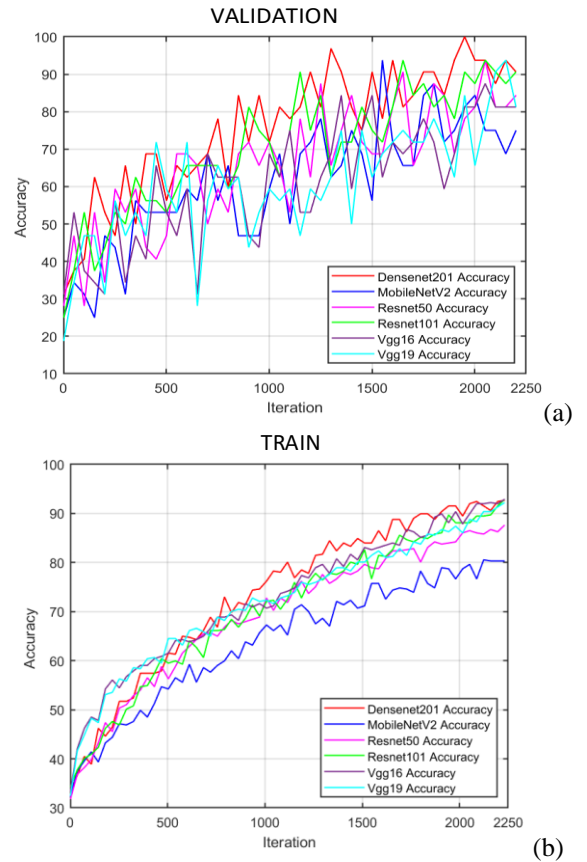 VALIDATION
100
90
80
70
60
50
40
30
20
10
Accuracy
Densenet201 Accuracy
MobileNetV2 Accuracy
Resnet50 Accuracy
Resnet101 Accuracy
Vgg16 Accuracy
Vgg19 Accuracy
0 500 1000 1500 2000 2250
Iteration
(a)
TRAIN
100
90
80
70
60
50
40
30
Accuracy
Densenet201 Accuracy
MobileNetV2 Accuracy
Resnet50 Accuracy
Resnet101 Accuracy
Vgg16 Accuracy
Vgg19 Accuracy
0 500 1000 1500 2000 2250
Iteration
(b)